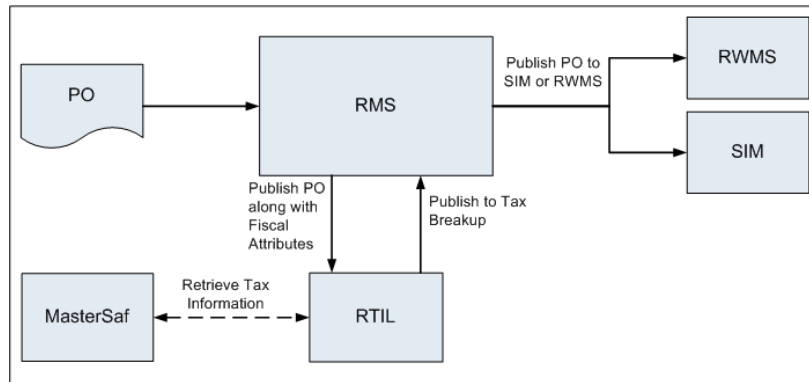 PO
RMS
Publish PO to
SIM or RWMS
RWMS
SIM
Publish PO
along with
Fiscal
Attributes
Publish to Tax
Breakup
MasterSaf
Retrieve Tax
Information
RTIL